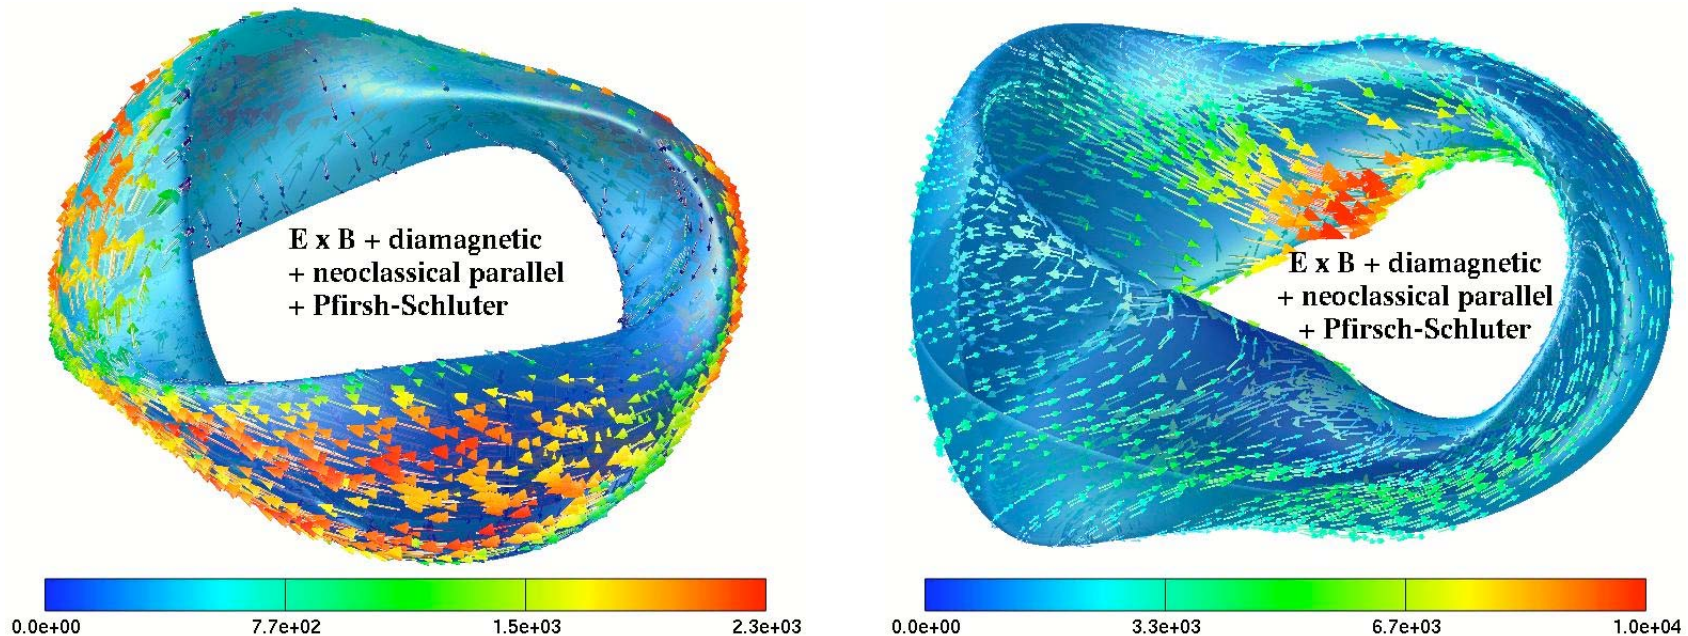 E x B + diamagnetic
+ neoclassical parallel
+ Pfirsh-Schluter
0.0e+00 7.7e+02 1.5e+03 2.3e+03
E x B + diamagnetic
+ neoclassical parallel
+ Pfirsch-Schluter
0.0e+00 3.3e+03 6.7e+03 1.0e+04